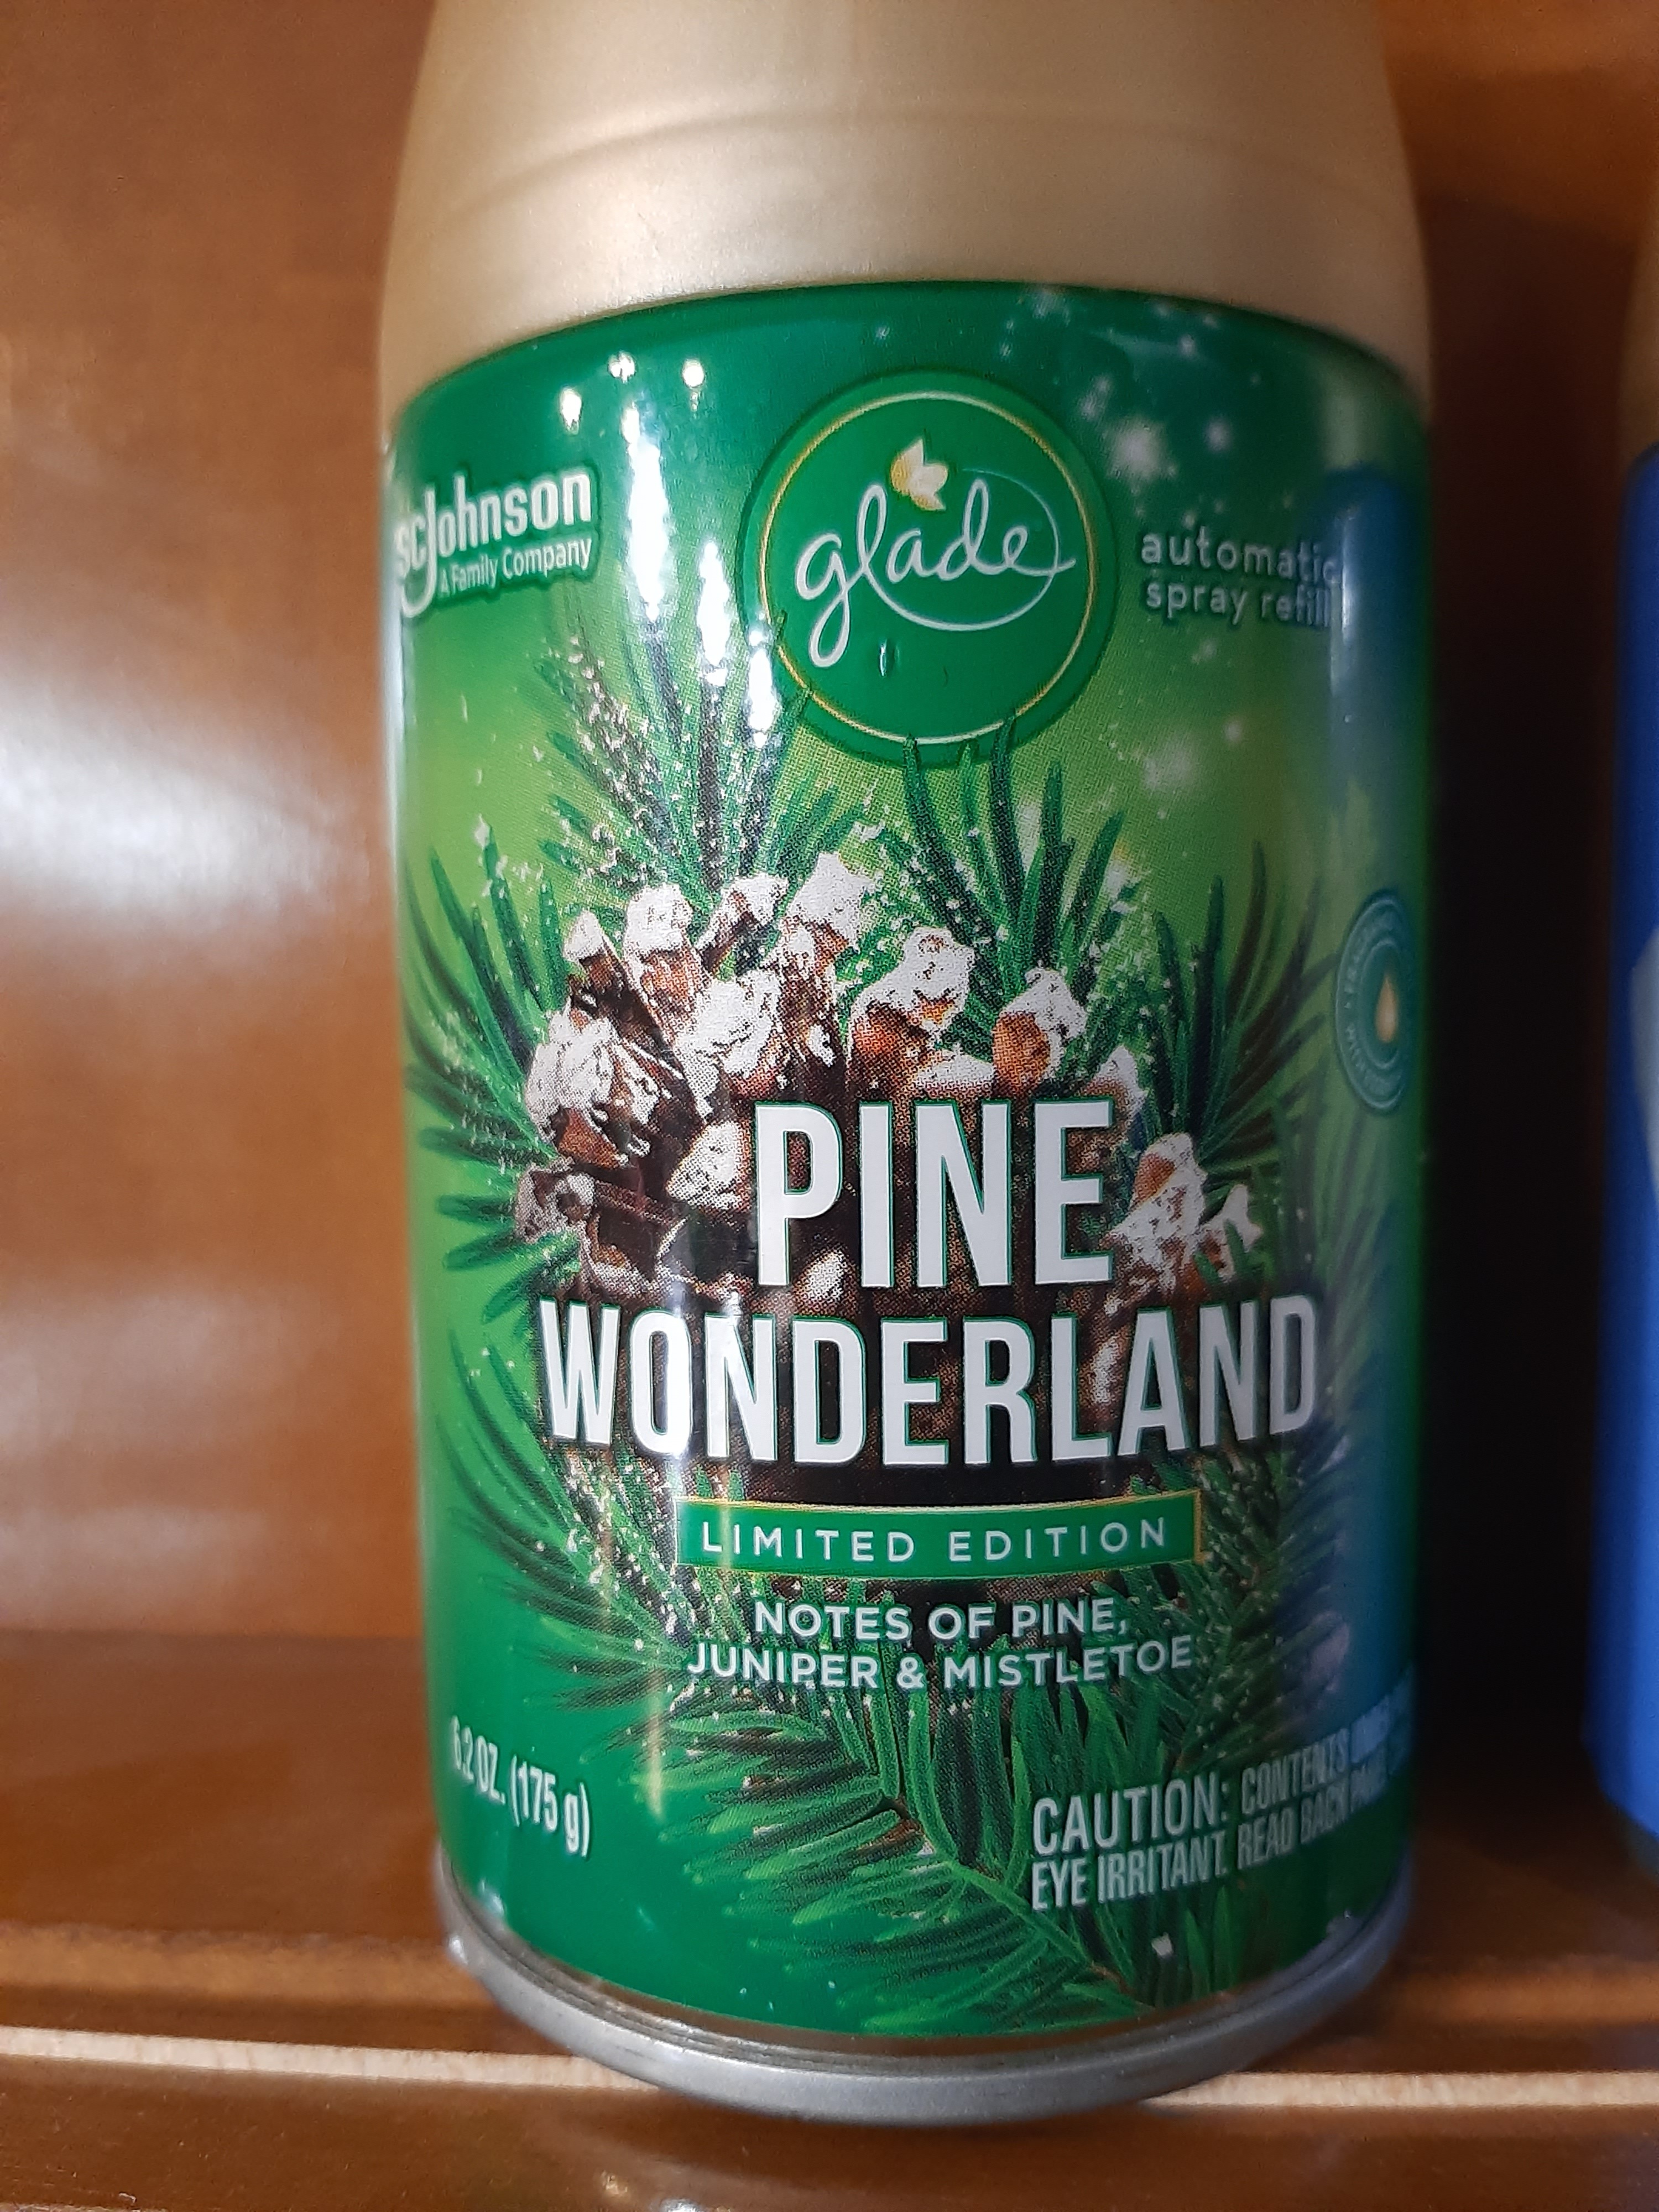 scJohnson
A Family Company
glade
automatic
spray refill
PINE
WONDERLAND
LIMITED EDITION
NOTES OF PINE,
JUNIPER & MISTLETOE
6.2 OZ. (175 g)
CAUTION: CONTENTS UNDER
EYE IRRITANT. READ BACK